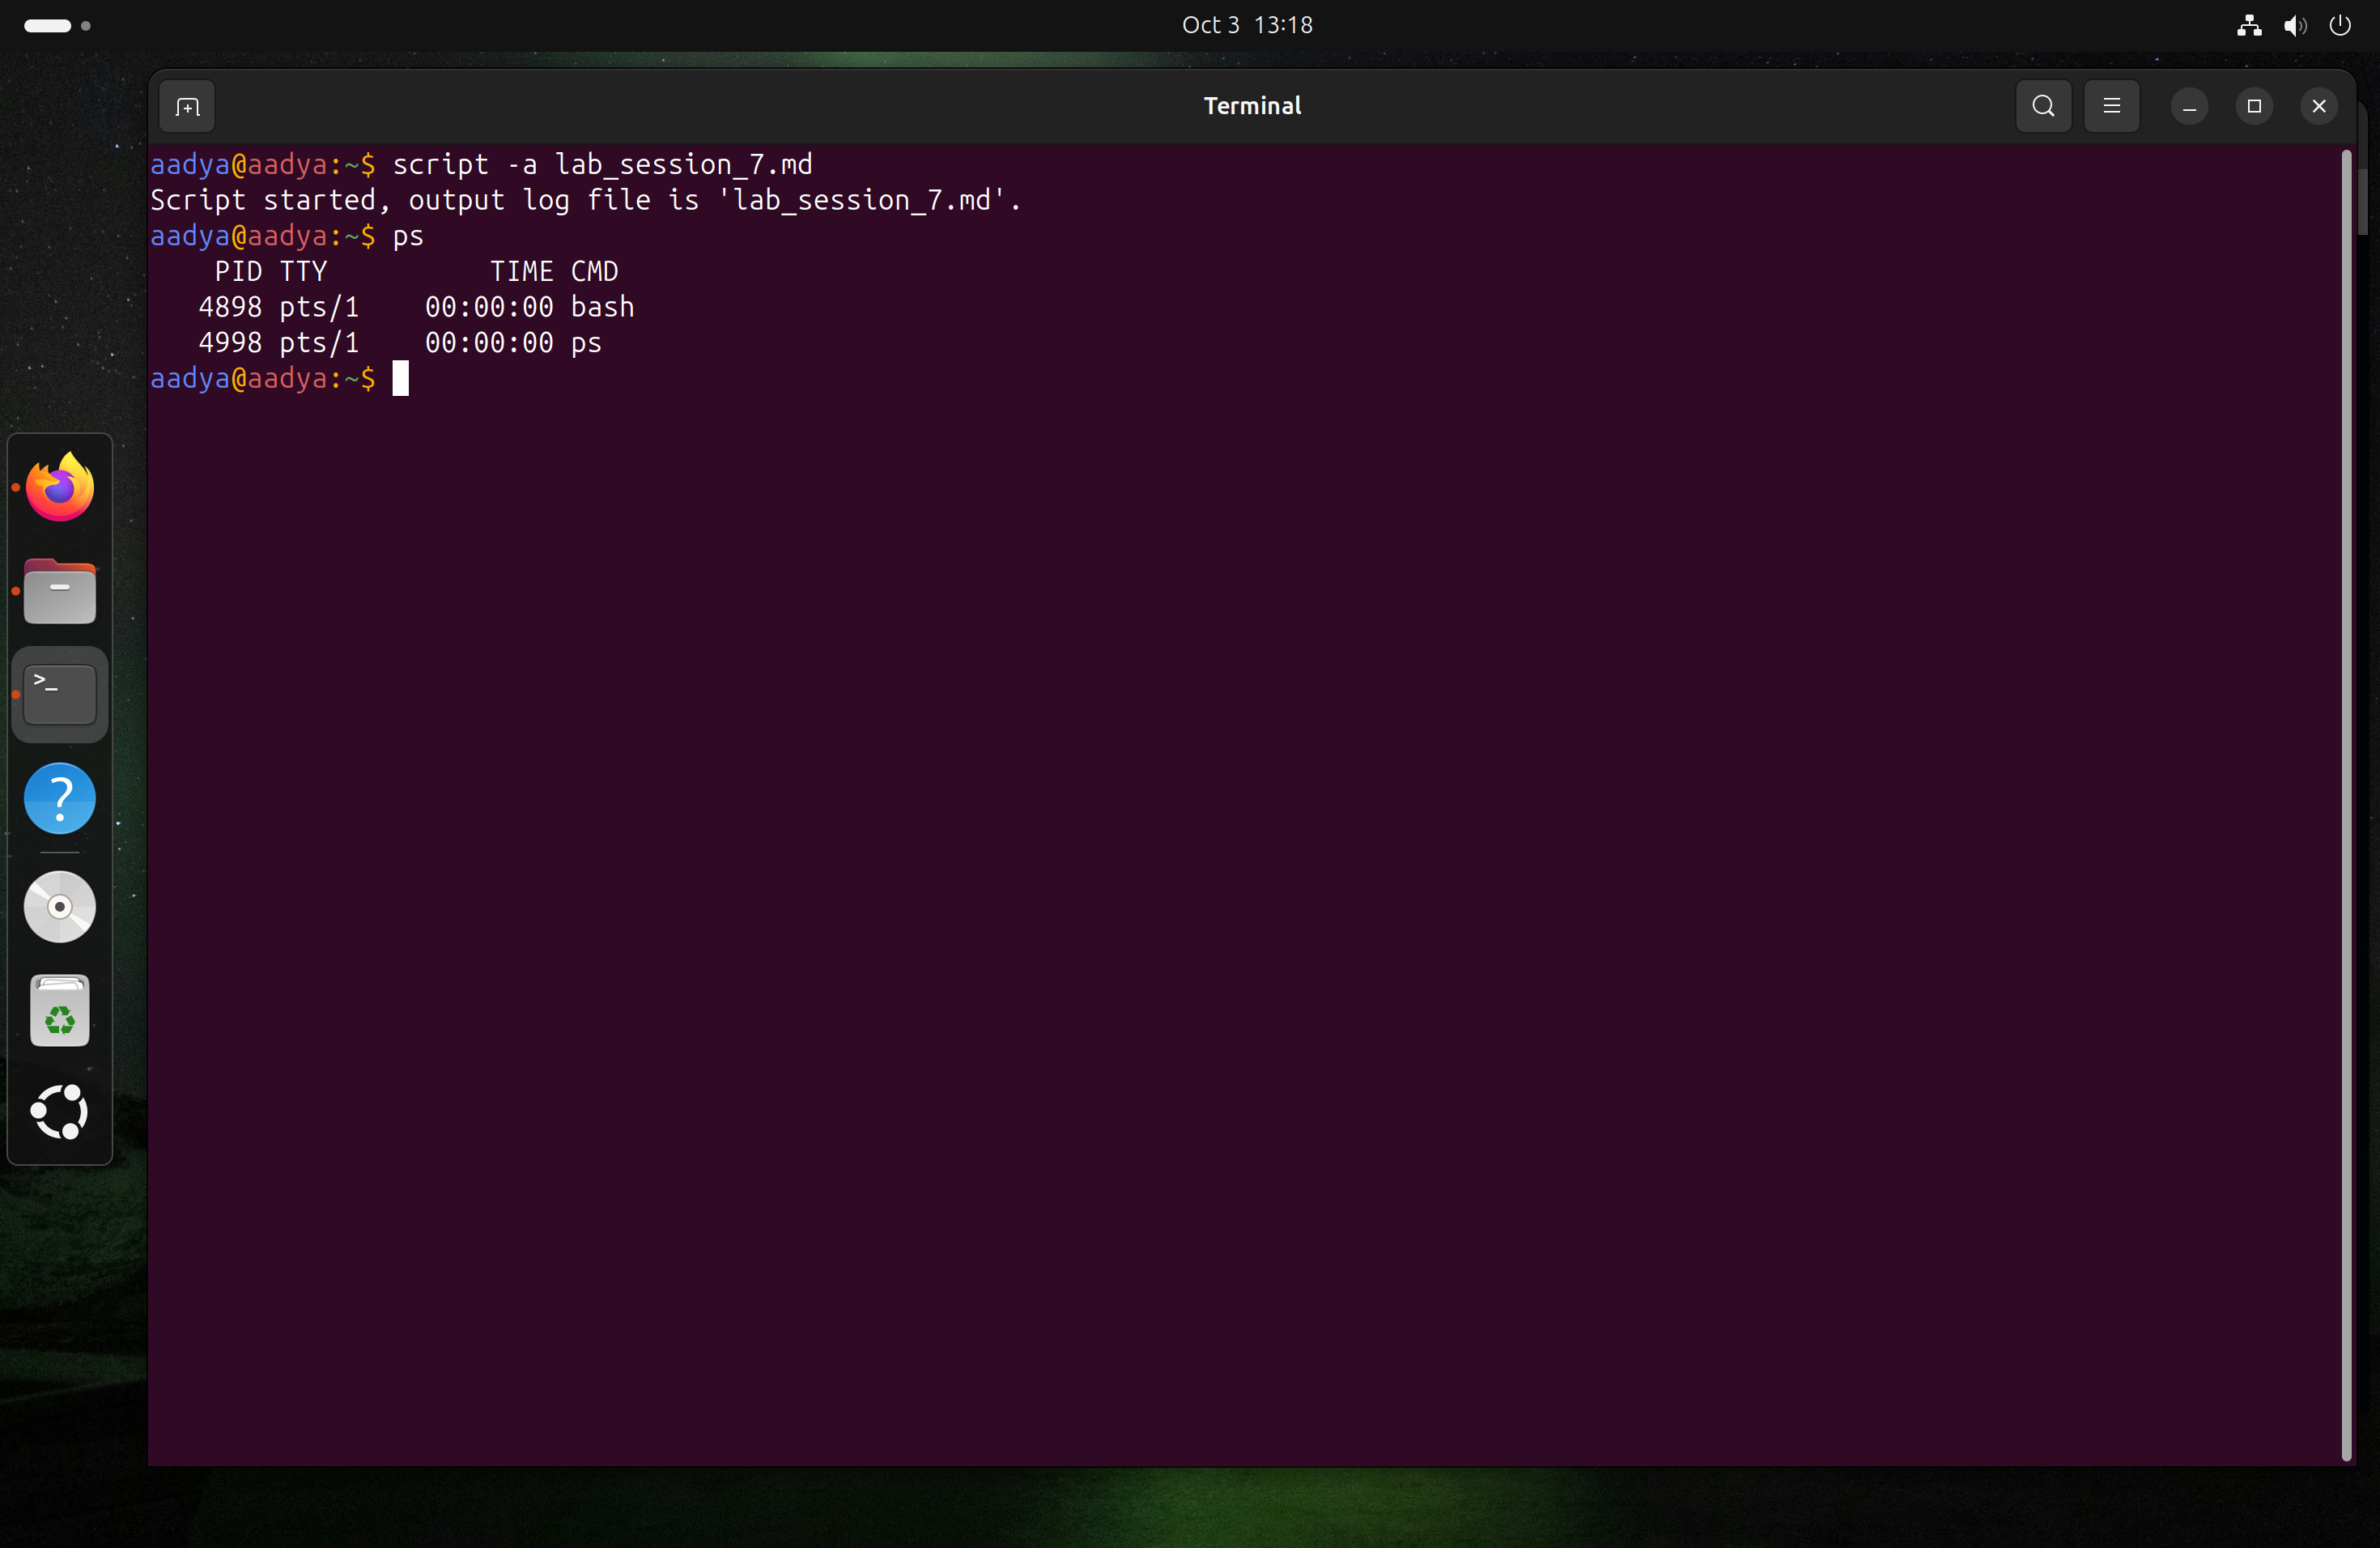 Oct 3 13:18
Terminal
aadya@aadya:~$ script -a lab_session_7.md
Script started, output log file is 'lab_session_7.md'.
aadya@aadya:~$ ps
    PID TTY          TIME CMD
   4898 pts/1    00:00:00 bash
   4998 pts/1    00:00:00 ps
aadya@aadya:~$
>_
?